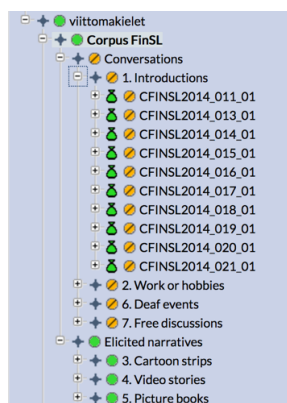 viittomakielet
Corpus FinSL
Conversations
1. Introductions
CFINSL2014_011_01
CFINSL2014_013_01
CFINSL2014_014_01
CFINSL2014_015_01
CFINSL2014_016_01
CFINSL2014_017_01
CFINSL2014_018_01
CFINSL2014_019_01
CFINSL2014_020_01
CFINSL2014_021_01
2. Work or hobbies
6. Deaf events
7. Free discussions
Elicited narratives
3. Cartoon strips
4. Video stories
5. Picture books